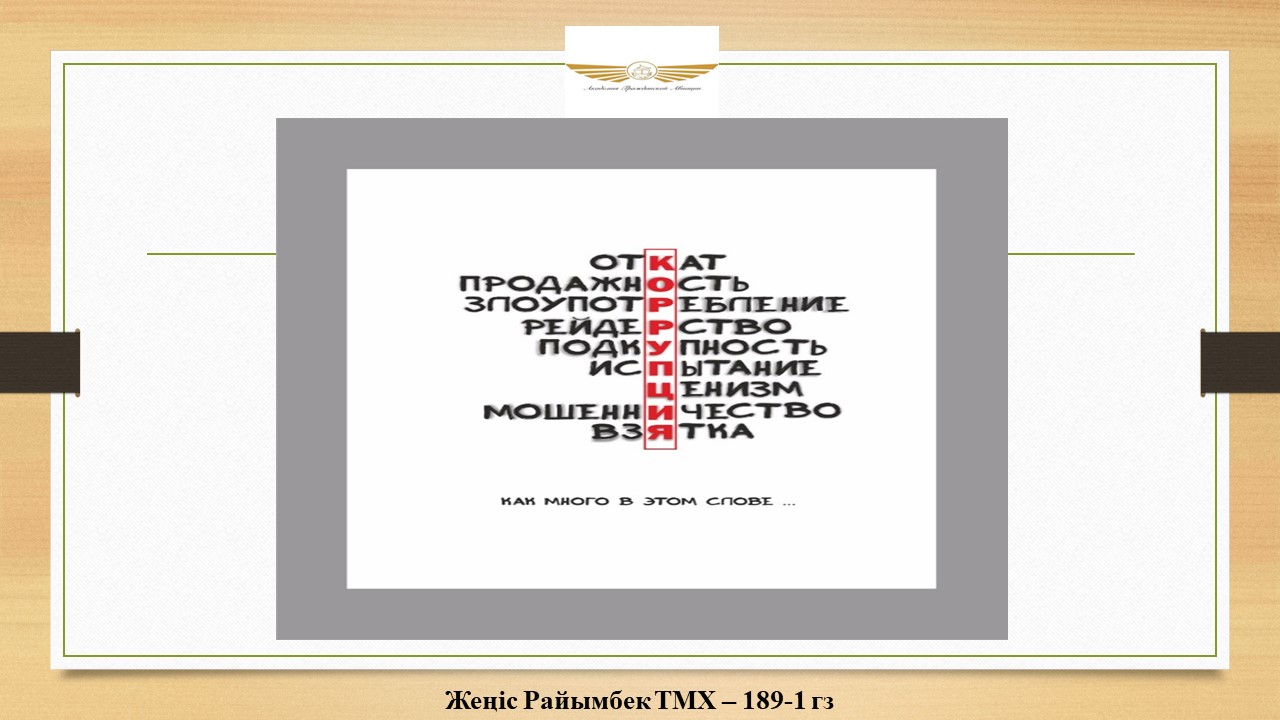 Академия Гражданской Авиации
ОТКАТ
ПРОДАЖНОСТЬ
ЗЛОУПОТРЕБЛЕНИЕ
РЕЙДЕРСТВО
ПОДКУПНОСТЬ
ИСПЫТАНИЕ
ЦЕНИЗМ
МОШЕННИЧЕСТВО
ВЗЯТКА
КАК МНОГО В ЭТОМ СЛОВЕ ...
Жеңіс Райымбек ТМХ – 189-1 гз